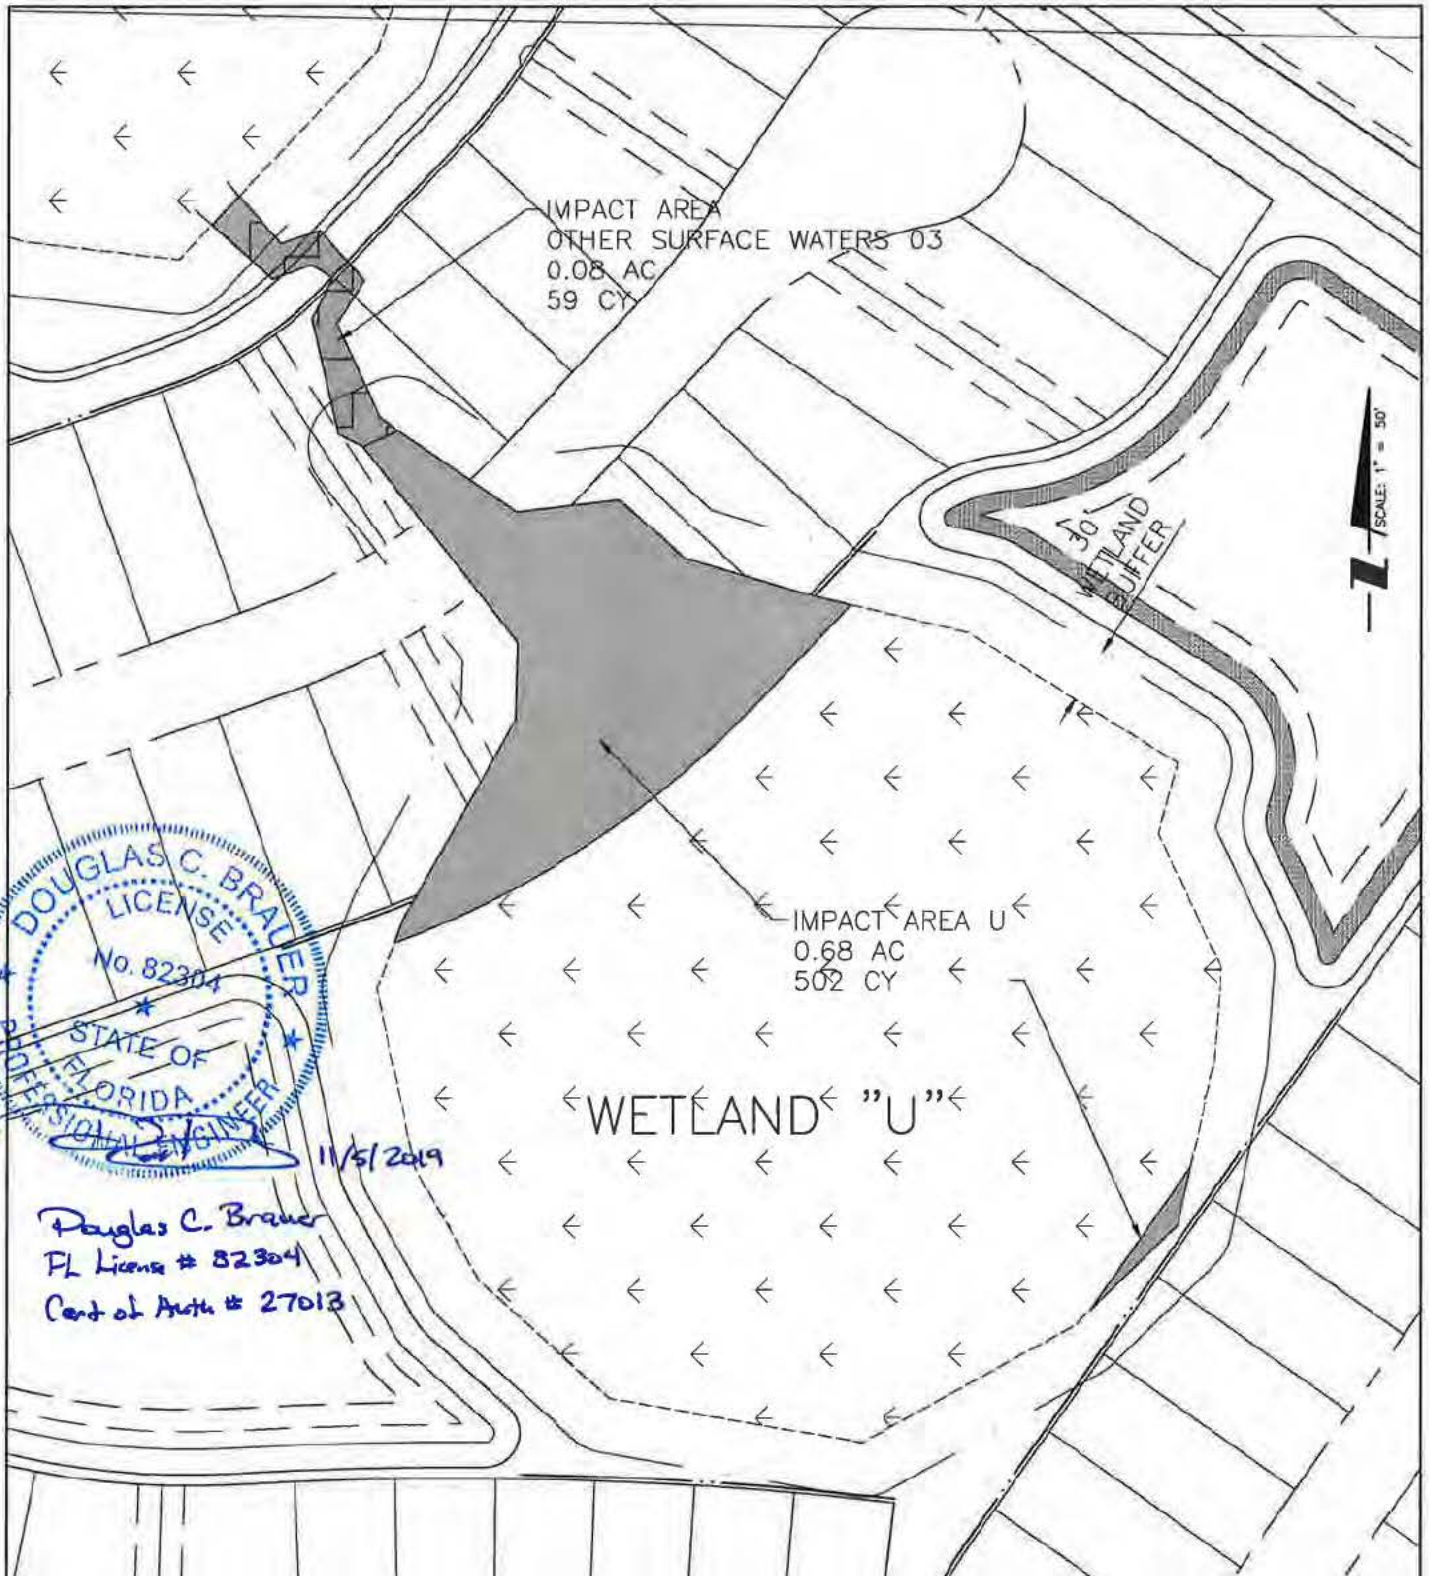 IMPACT AREA
OTHER SURFACE WATERS 03
0.08 AC
59 CY
SCALE: 1" = 50'
30'
WETLAND
BUFFER
IMPACT AREA U
0.68 AC
502 CY
WETLAND "U"
DOUGLAS C. BRAUER
LICENSE
No. 82304
STATE OF
FLORIDA
PROFESSIONAL ENGINEER
11/5/2019
Douglas C. Brauer
FL License # 82304
Cert of Auth # 27013